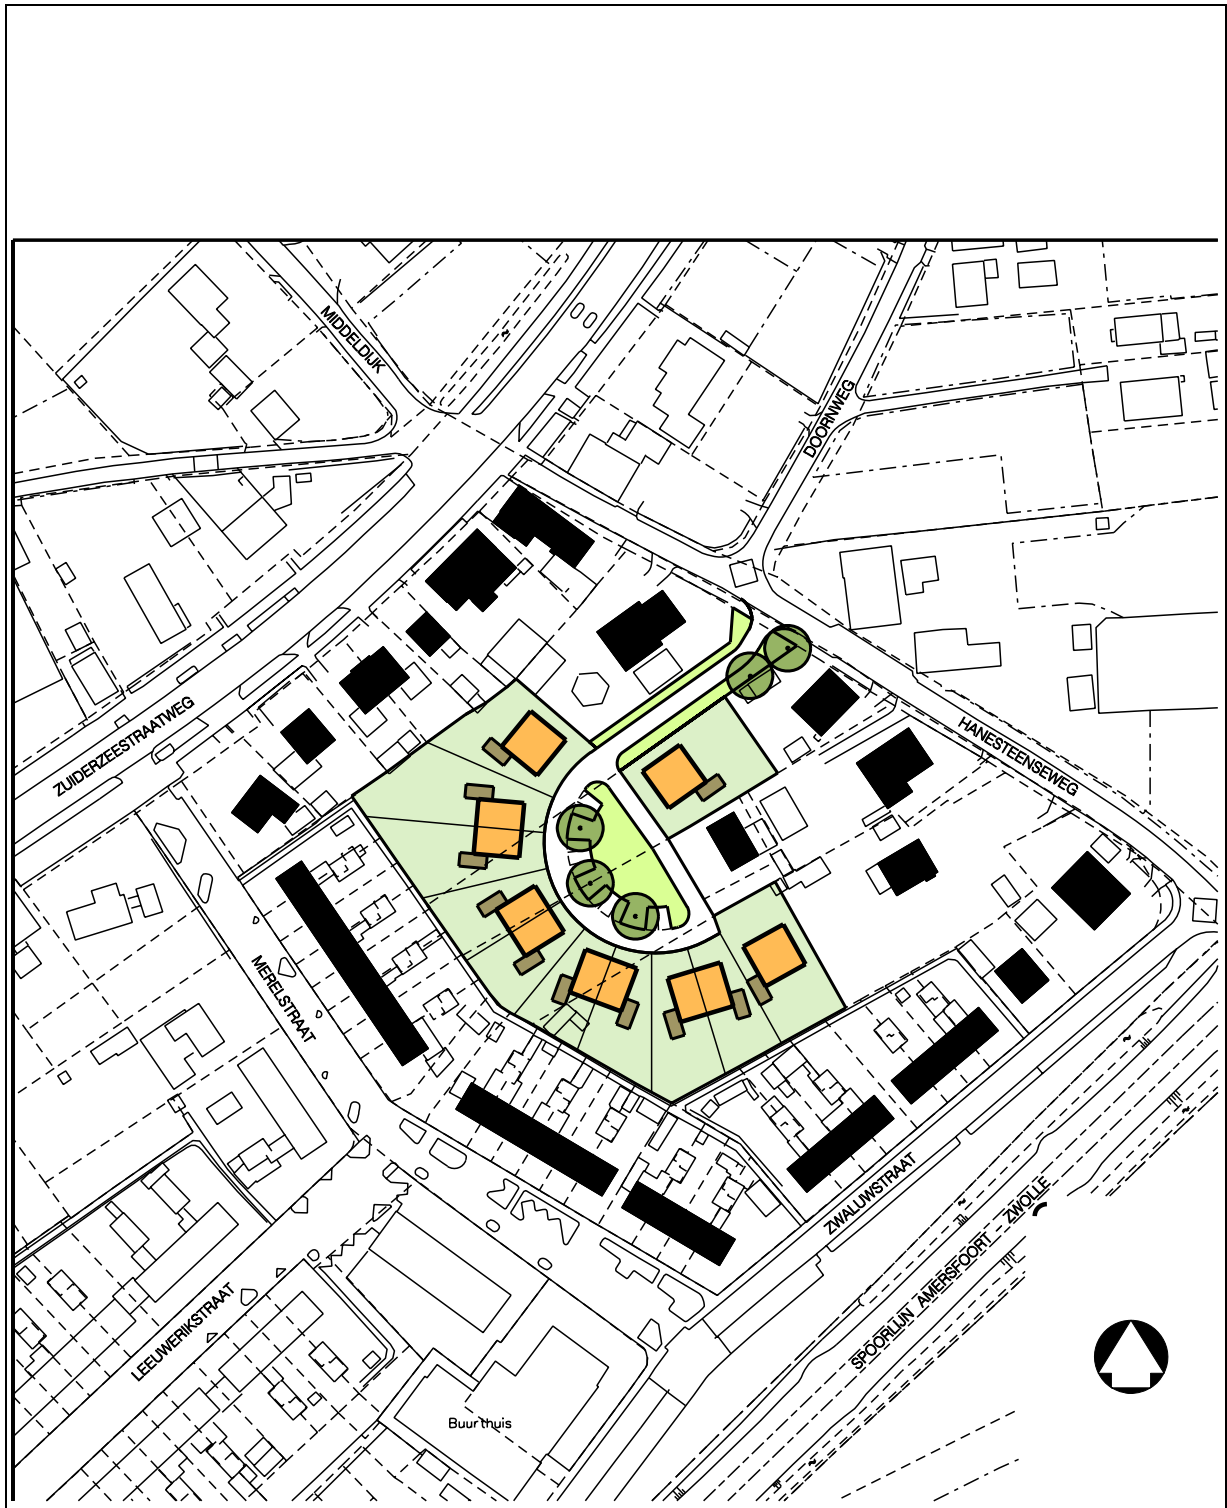 MIDDELDIJK
DOORNWEG
ZUIDERZEESTRAATWEG
HANESTEENSEWEG
MERELSTRAAT
ZWALUWSTRAAT
SPOORLIJN AMERSFOORT ZWOLLE
LEEUWERIKSTRAAT
Buurthuis